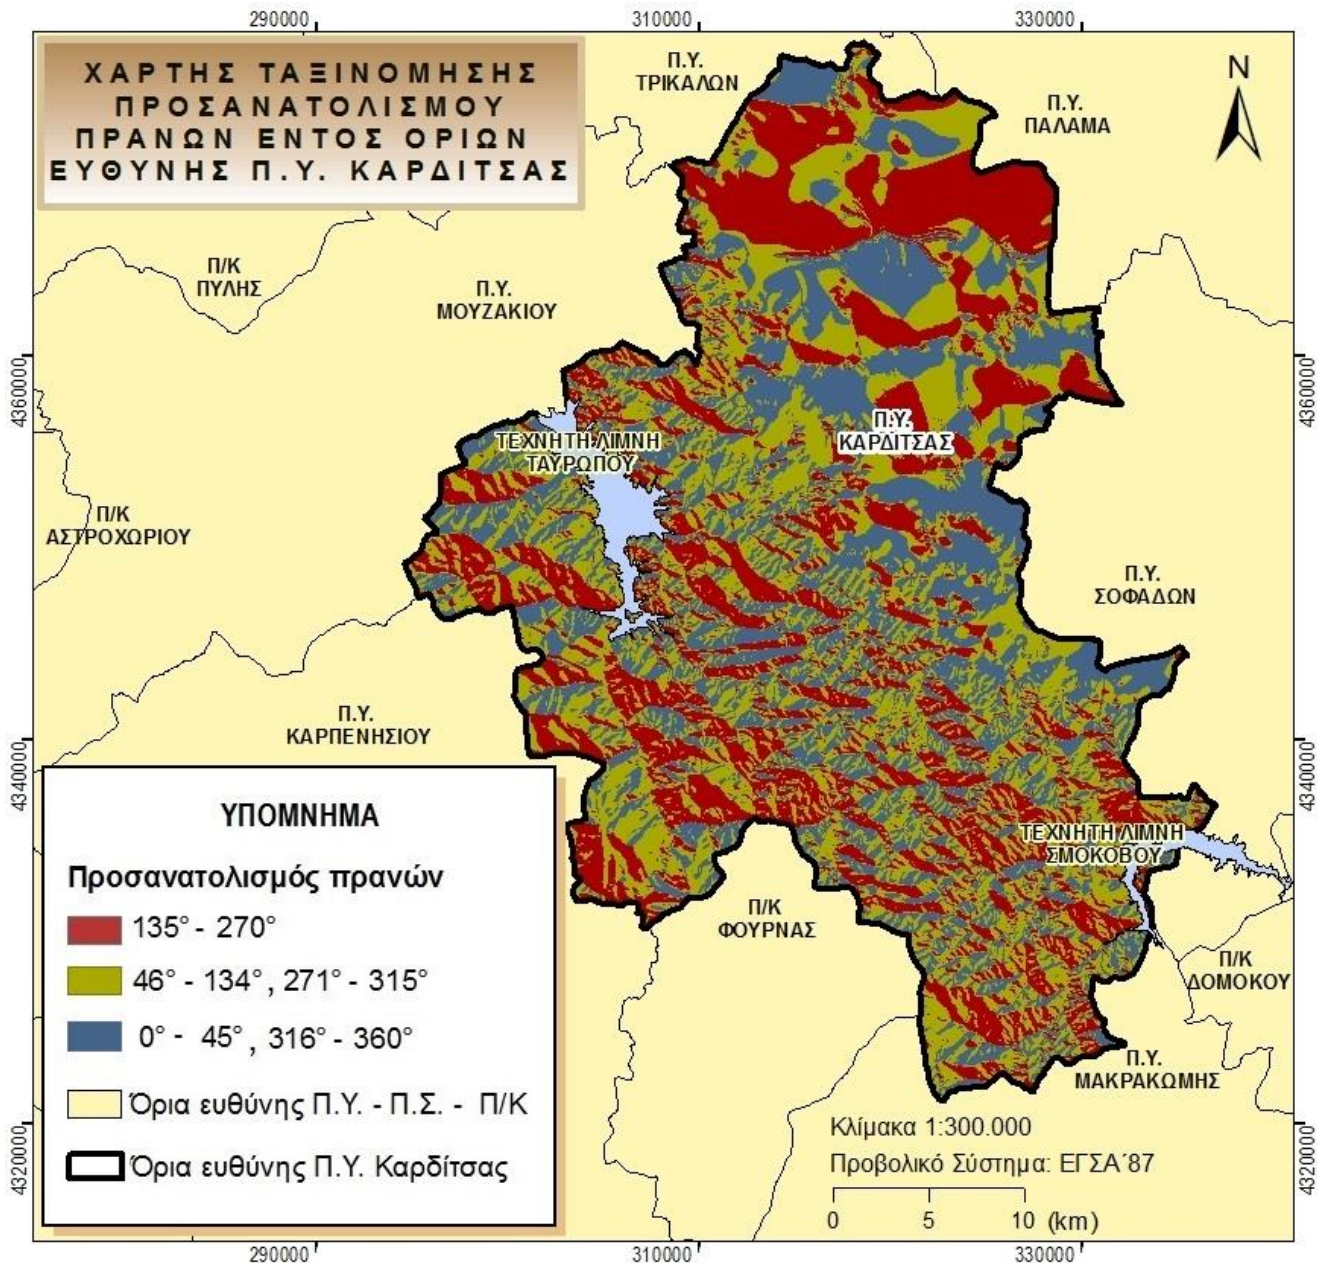 290000
310000
330000
ΧΑΡΤΗΣ ΤΑΞΙΝΟΜΗΣΗΣ
ΠΡΟΣΑΝΑΤΟΛΙΣΜΟΥ
ΠΡΑΝΩΝ ΕΝΤΟΣ ΟΡΙΩΝ
ΕΥΘΥΝΗΣ Π.Υ. ΚΑΡΔΙΤΣΑΣ
Π.Υ.
ΤΡΙΚΑΛΩΝ
Π.Υ.
ΠΑΛΑΜΑ
N
Π/Κ
ΠΥΛΗΣ
Π.Υ.
ΜΟΥΖΑΚΙΟΥ
4360000
4360000
Π.Υ.
ΚΑΡΔΙΤΣΑΣ
ΤΕΧΝΗΤΗ ΛΙΜΝΗ
ΤΑΥΡΩΠΟΥ
Π/Κ
ΑΣΤΡΟΧΩΡΙΟΥ
Π.Υ.
ΣΟΦΑΔΩΝ
Π.Υ.
ΚΑΡΠΕΝΗΣΙΟΥ
4340000
4340000
ΤΕΧΝΗΤΗ ΛΙΜΝΗ
ΣΜΟΚΟΒΟΥ
Π/Κ
ΦΟΥΡΝΑΣ
Π/Κ
ΔΟΜΟΚΟΥ
Π.Υ.
ΜΑΚΡΑΚΩΜΗΣ
ΥΠΟΜΝΗΜΑ
Προσανατολισμός πρανών
135° - 270°
46° - 134° , 271° - 315°
0° - 45° , 316° - 360°
Όρια ευθύνης Π.Υ. - Π.Σ. - Π/Κ
Όρια ευθύνης Π.Υ. Καρδίτσας
Κλίμακα 1:300.000
Προβολικό Σύστημα: ΕΓΣΑ΄87
0 5 10 (km)
4320000
4320000
290000
310000
330000